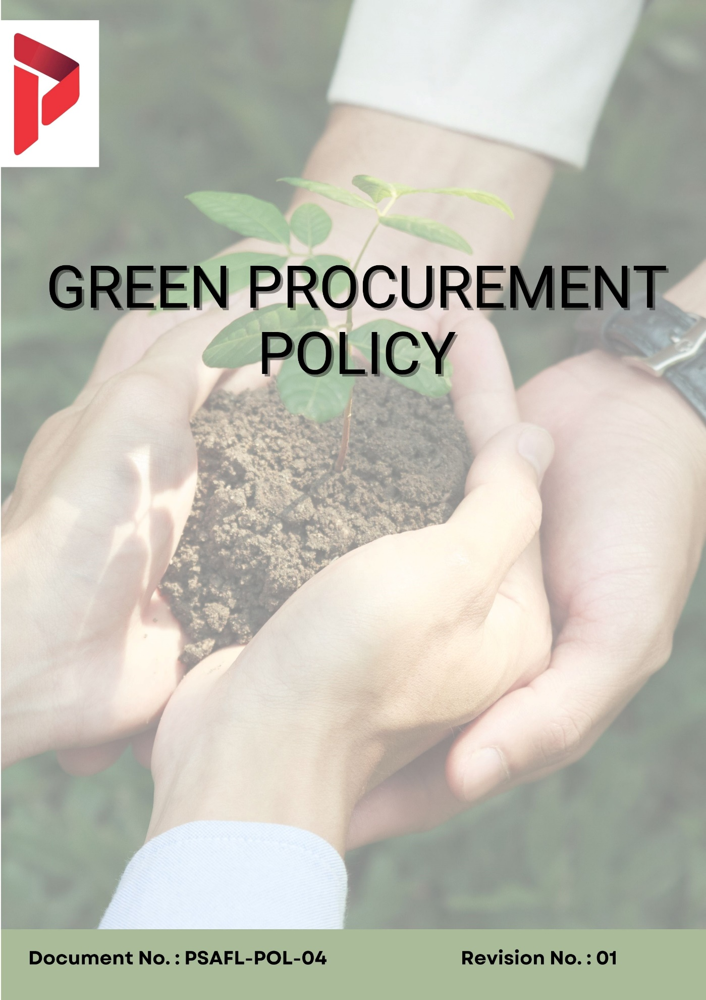 GREEN PROCUREMENT
POLICY
Document No. : PSAFL-POL-04
Revision No. : 01